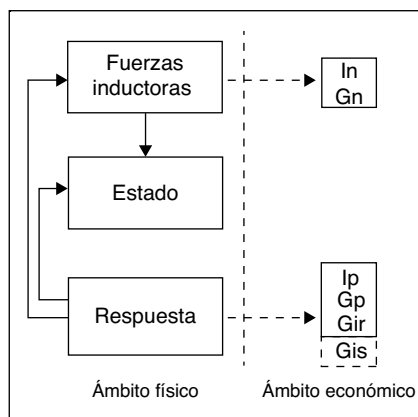 Fuerzas
inductoras
In
Gn
Estado
Respuesta
Ip
Gp
Gir
Gis
Ámbito físico
Ámbito económico